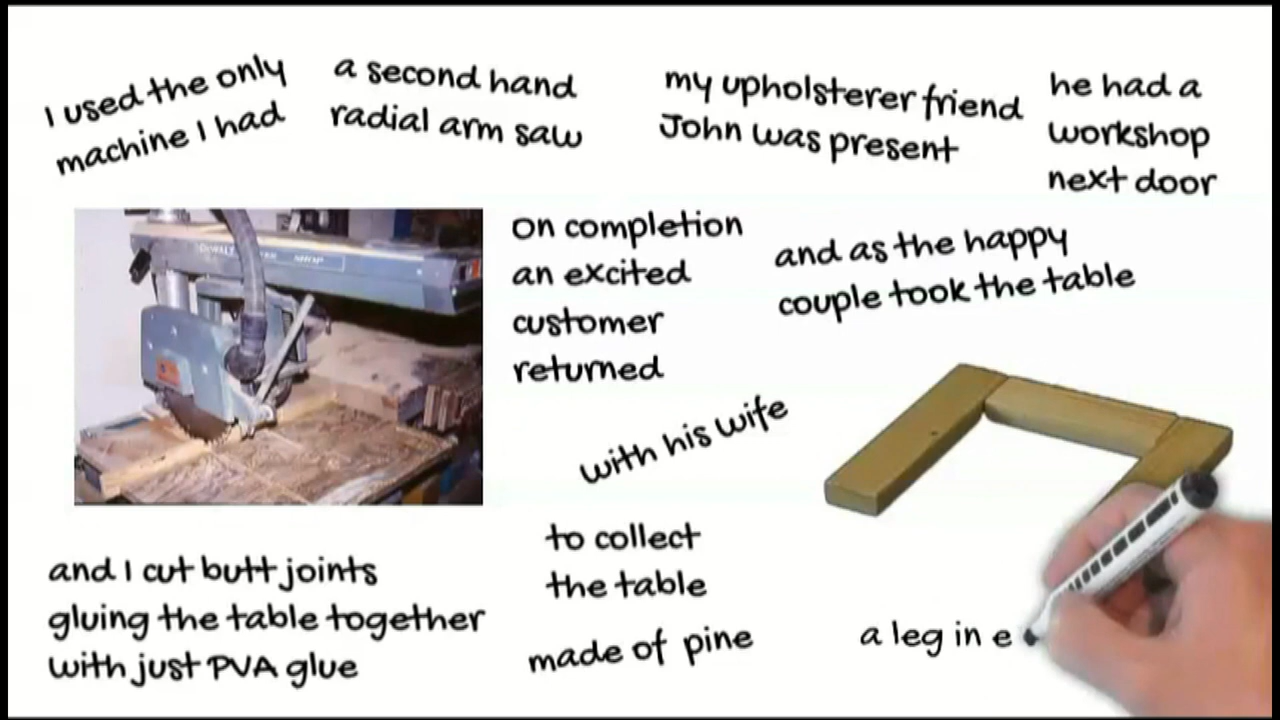 I used the only
machine I had
a second hand
radial arm saw
my upholsterer friend
John was present
he had a
workshop
next door
on completion
an excited
customer
returned
and as the happy
couple took the table
with his wife
and I cut butt joints
gluing the table together
with just PVA glue
to collect
the table
made of pine
a leg in e